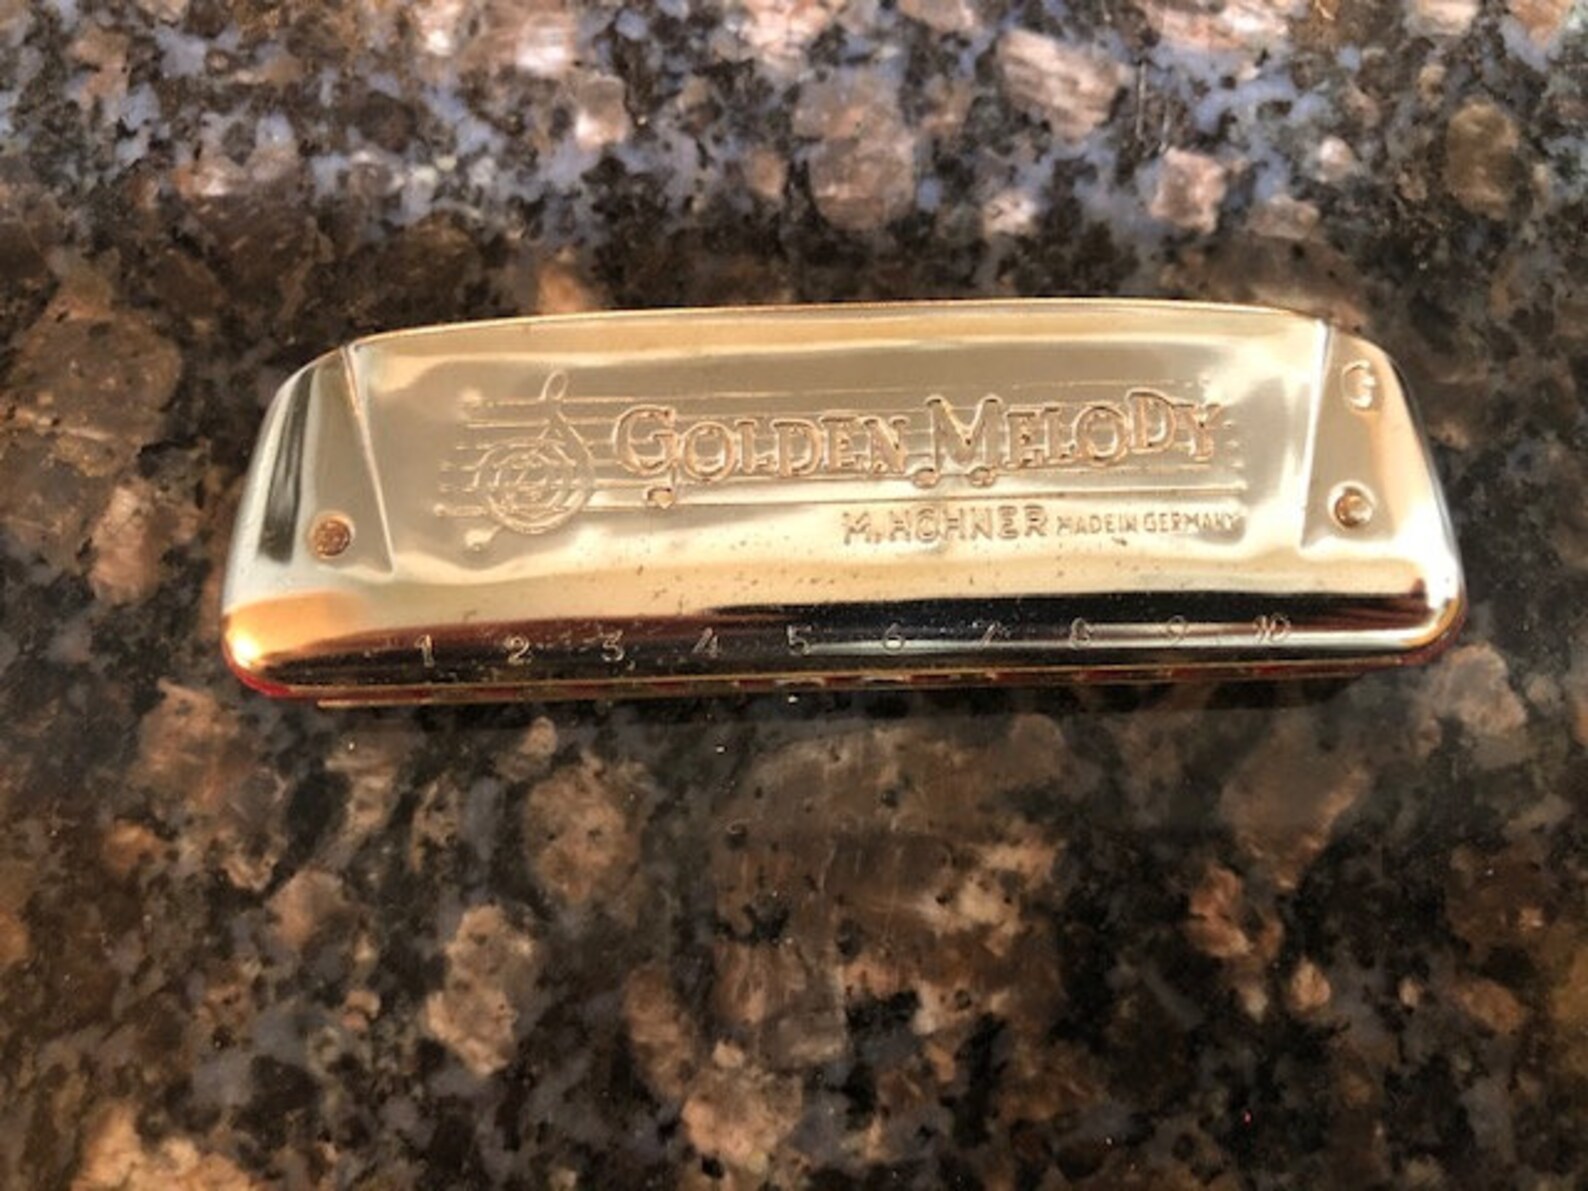 G
GOLDEN MELODY
M. HOHNER MADE IN GERMANY
1 2 3 4 5 6 7 8 9 10